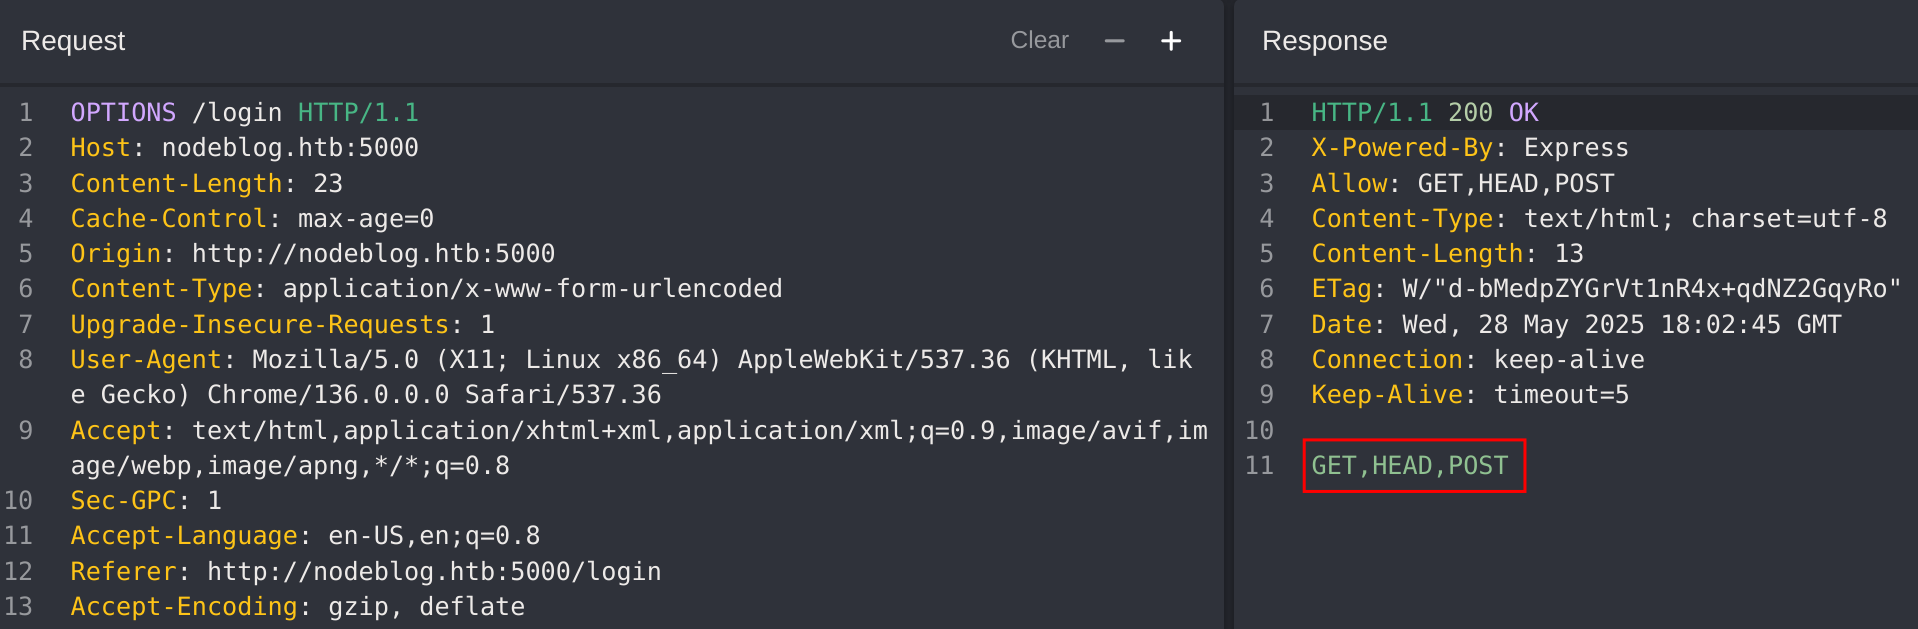 Request
Clear
1 OPTIONS /login HTTP/1.1
2 Host: nodeblog.htb:5000
3 Content-Length: 23
4 Cache-Control: max-age=0
5 Origin: http://nodeblog.htb:5000
6 Content-Type: application/x-www-form-urlencoded
7 Upgrade-Insecure-Requests: 1
8 User-Agent: Mozilla/5.0 (X11; Linux x86_64) AppleWebKit/537.36 (KHTML, lik
e Gecko) Chrome/136.0.0.0 Safari/537.36
9 Accept: text/html,application/xhtml+xml,application/xml;q=0.9,image/avif,im
age/webp,image/apng,*/*;q=0.8
10 Sec-GPC: 1
11 Accept-Language: en-US,en;q=0.8
12 Referer: http://nodeblog.htb:5000/login
13 Accept-Encoding: gzip, deflate
Response
1 HTTP/1.1 200 OK
2 X-Powered-By: Express
3 Allow: GET,HEAD,POST
4 Content-Type: text/html; charset=utf-8
5 Content-Length: 13
6 ETag: W/"d-bMedpZYGrVt1nR4x+qdNZ2GqyRo"
7 Date: Wed, 28 May 2025 18:02:45 GMT
8 Connection: keep-alive
9 Keep-Alive: timeout=5
10
11 GET,HEAD,POST